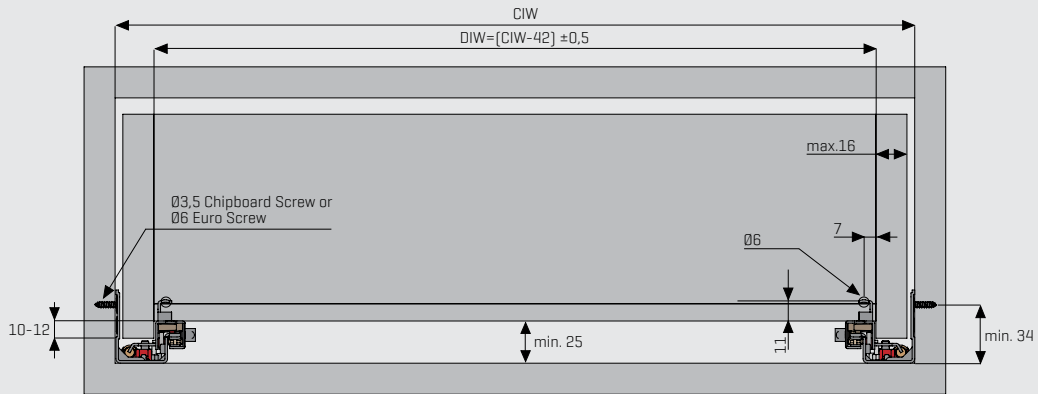 CIW
DIW=(CIW-42) ±0,5
max.16
Ø3,5 Chipboard Screw or
Ø6 Euro Screw
7
Ø6
10-12
min. 25
11
min. 34